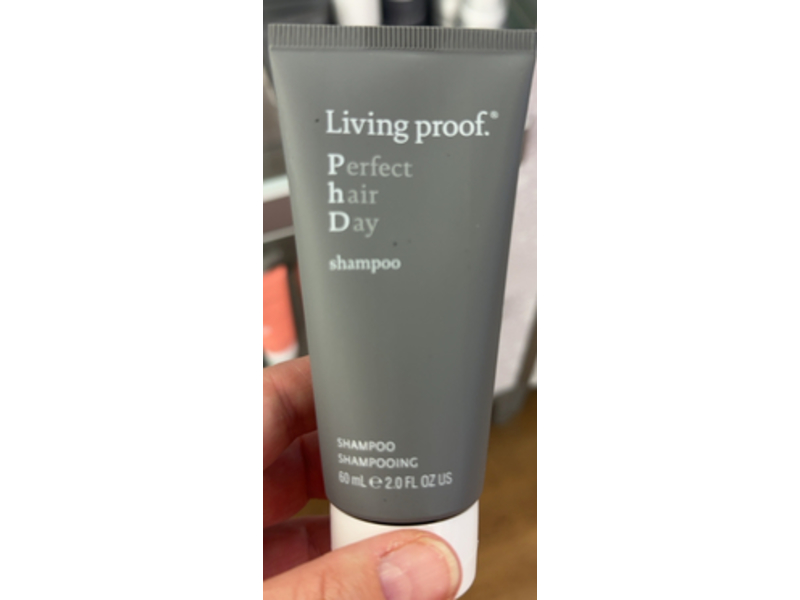 Living proof.®
Perfect
hair
Day
shampoo
SHAMPOO
SHAMPOOING
60 mL ℮ 2.0 FL OZ US